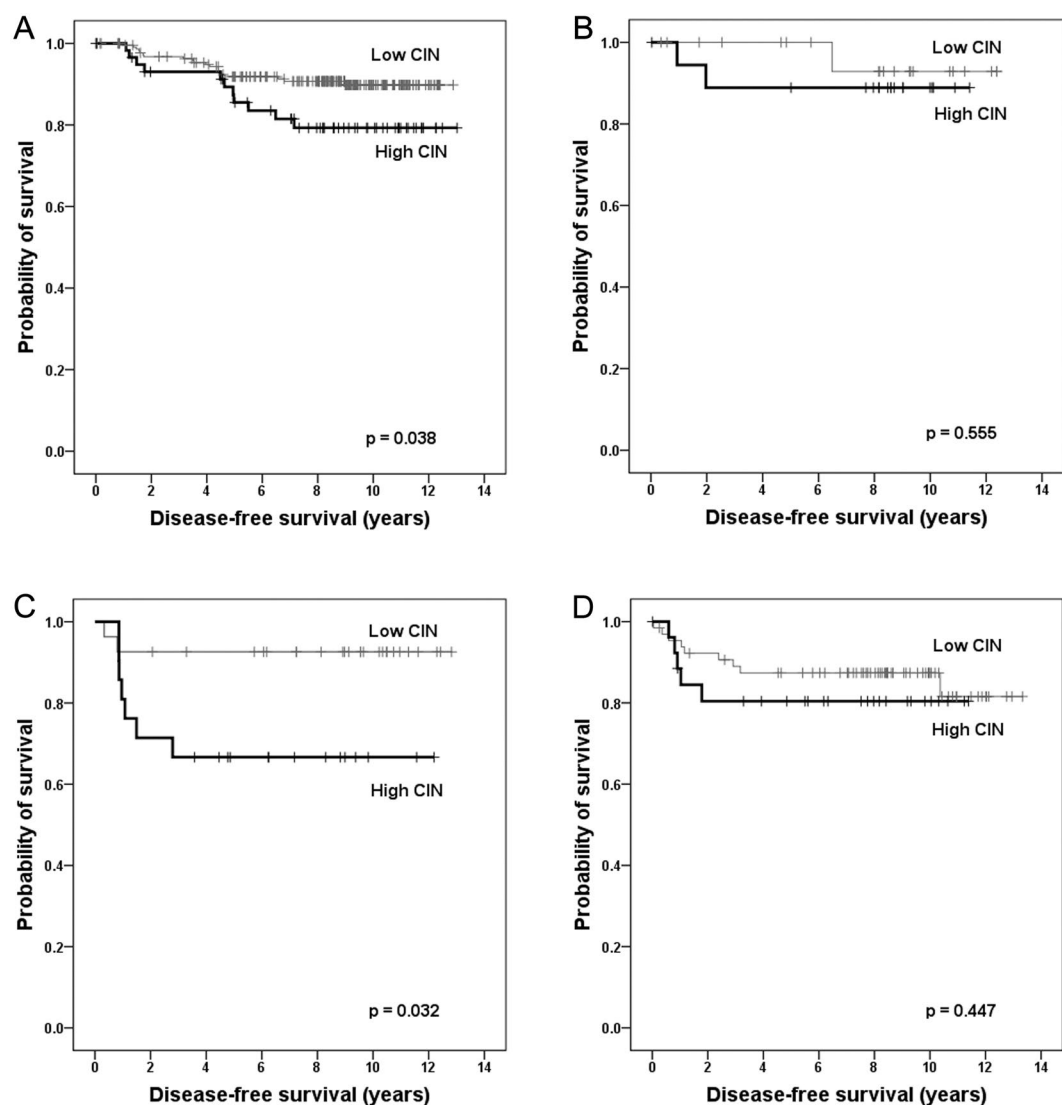 A
Probability of survival
1.0
0.8
0.6
0.4
0.2
0.0
Low CIN
High CIN
p = 0.038
0 2 4 6 8 10 12 14
Disease-free survival (years)
B
Probability of survival
1.0
0.8
0.6
0.4
0.2
0.0
Low CIN
High CIN
p = 0.555
0 2 4 6 8 10 12 14
Disease-free survival (years)
C
Probability of survival
1.0
0.8
0.6
0.4
0.2
0.0
Low CIN
High CIN
p = 0.032
0 2 4 6 8 10 12 14
Disease-free survival (years)
D
Probability of survival
1.0
0.8
0.6
0.4
0.2
0.0
Low CIN
High CIN
p = 0.447
0 2 4 6 8 10 12 14
Disease-free survival (years)